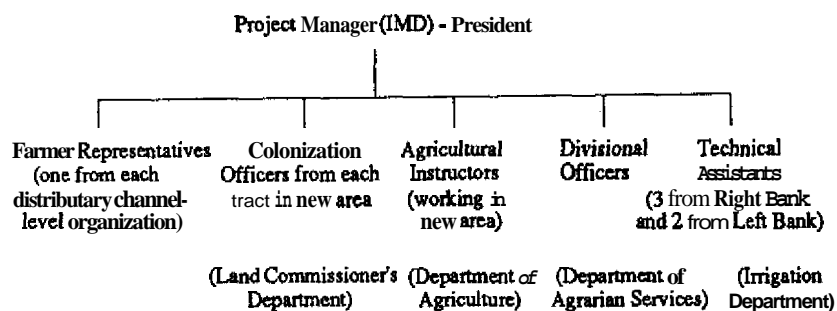 Project Manager (IMD) - President
Farmer Representatives
(one from each
distributary channel-
level organization)
Colonization
Officers from each
tract in new area
Agricultural
Instructors
(working in
new area)
Divisional
Officers
Technical
Assistants
(3 from Right Bank
and 2 from Left Bank)
(Land Commissioner's
Department)
(Department of
Agriculture)
(Department of
Agrarian Services)
(Irrigation
Department)